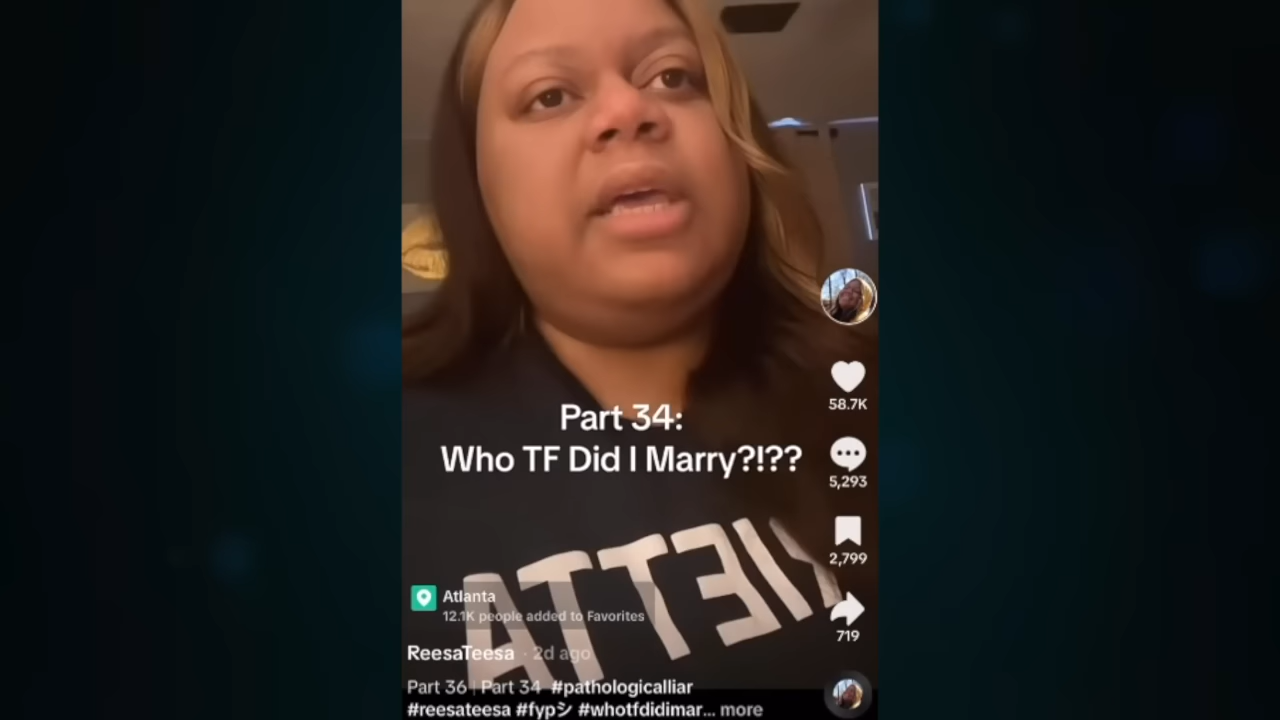 58.7K
Part 34:
Who TF Did I Marry?!??
5,293
2,799
Atlanta
12.1K people added to Favorites
719
ReesaTeesa · 2d ago
Part 36 | Part 34 #pathologicalliar
#reesateesa #fypシ #whotfdidimar... more